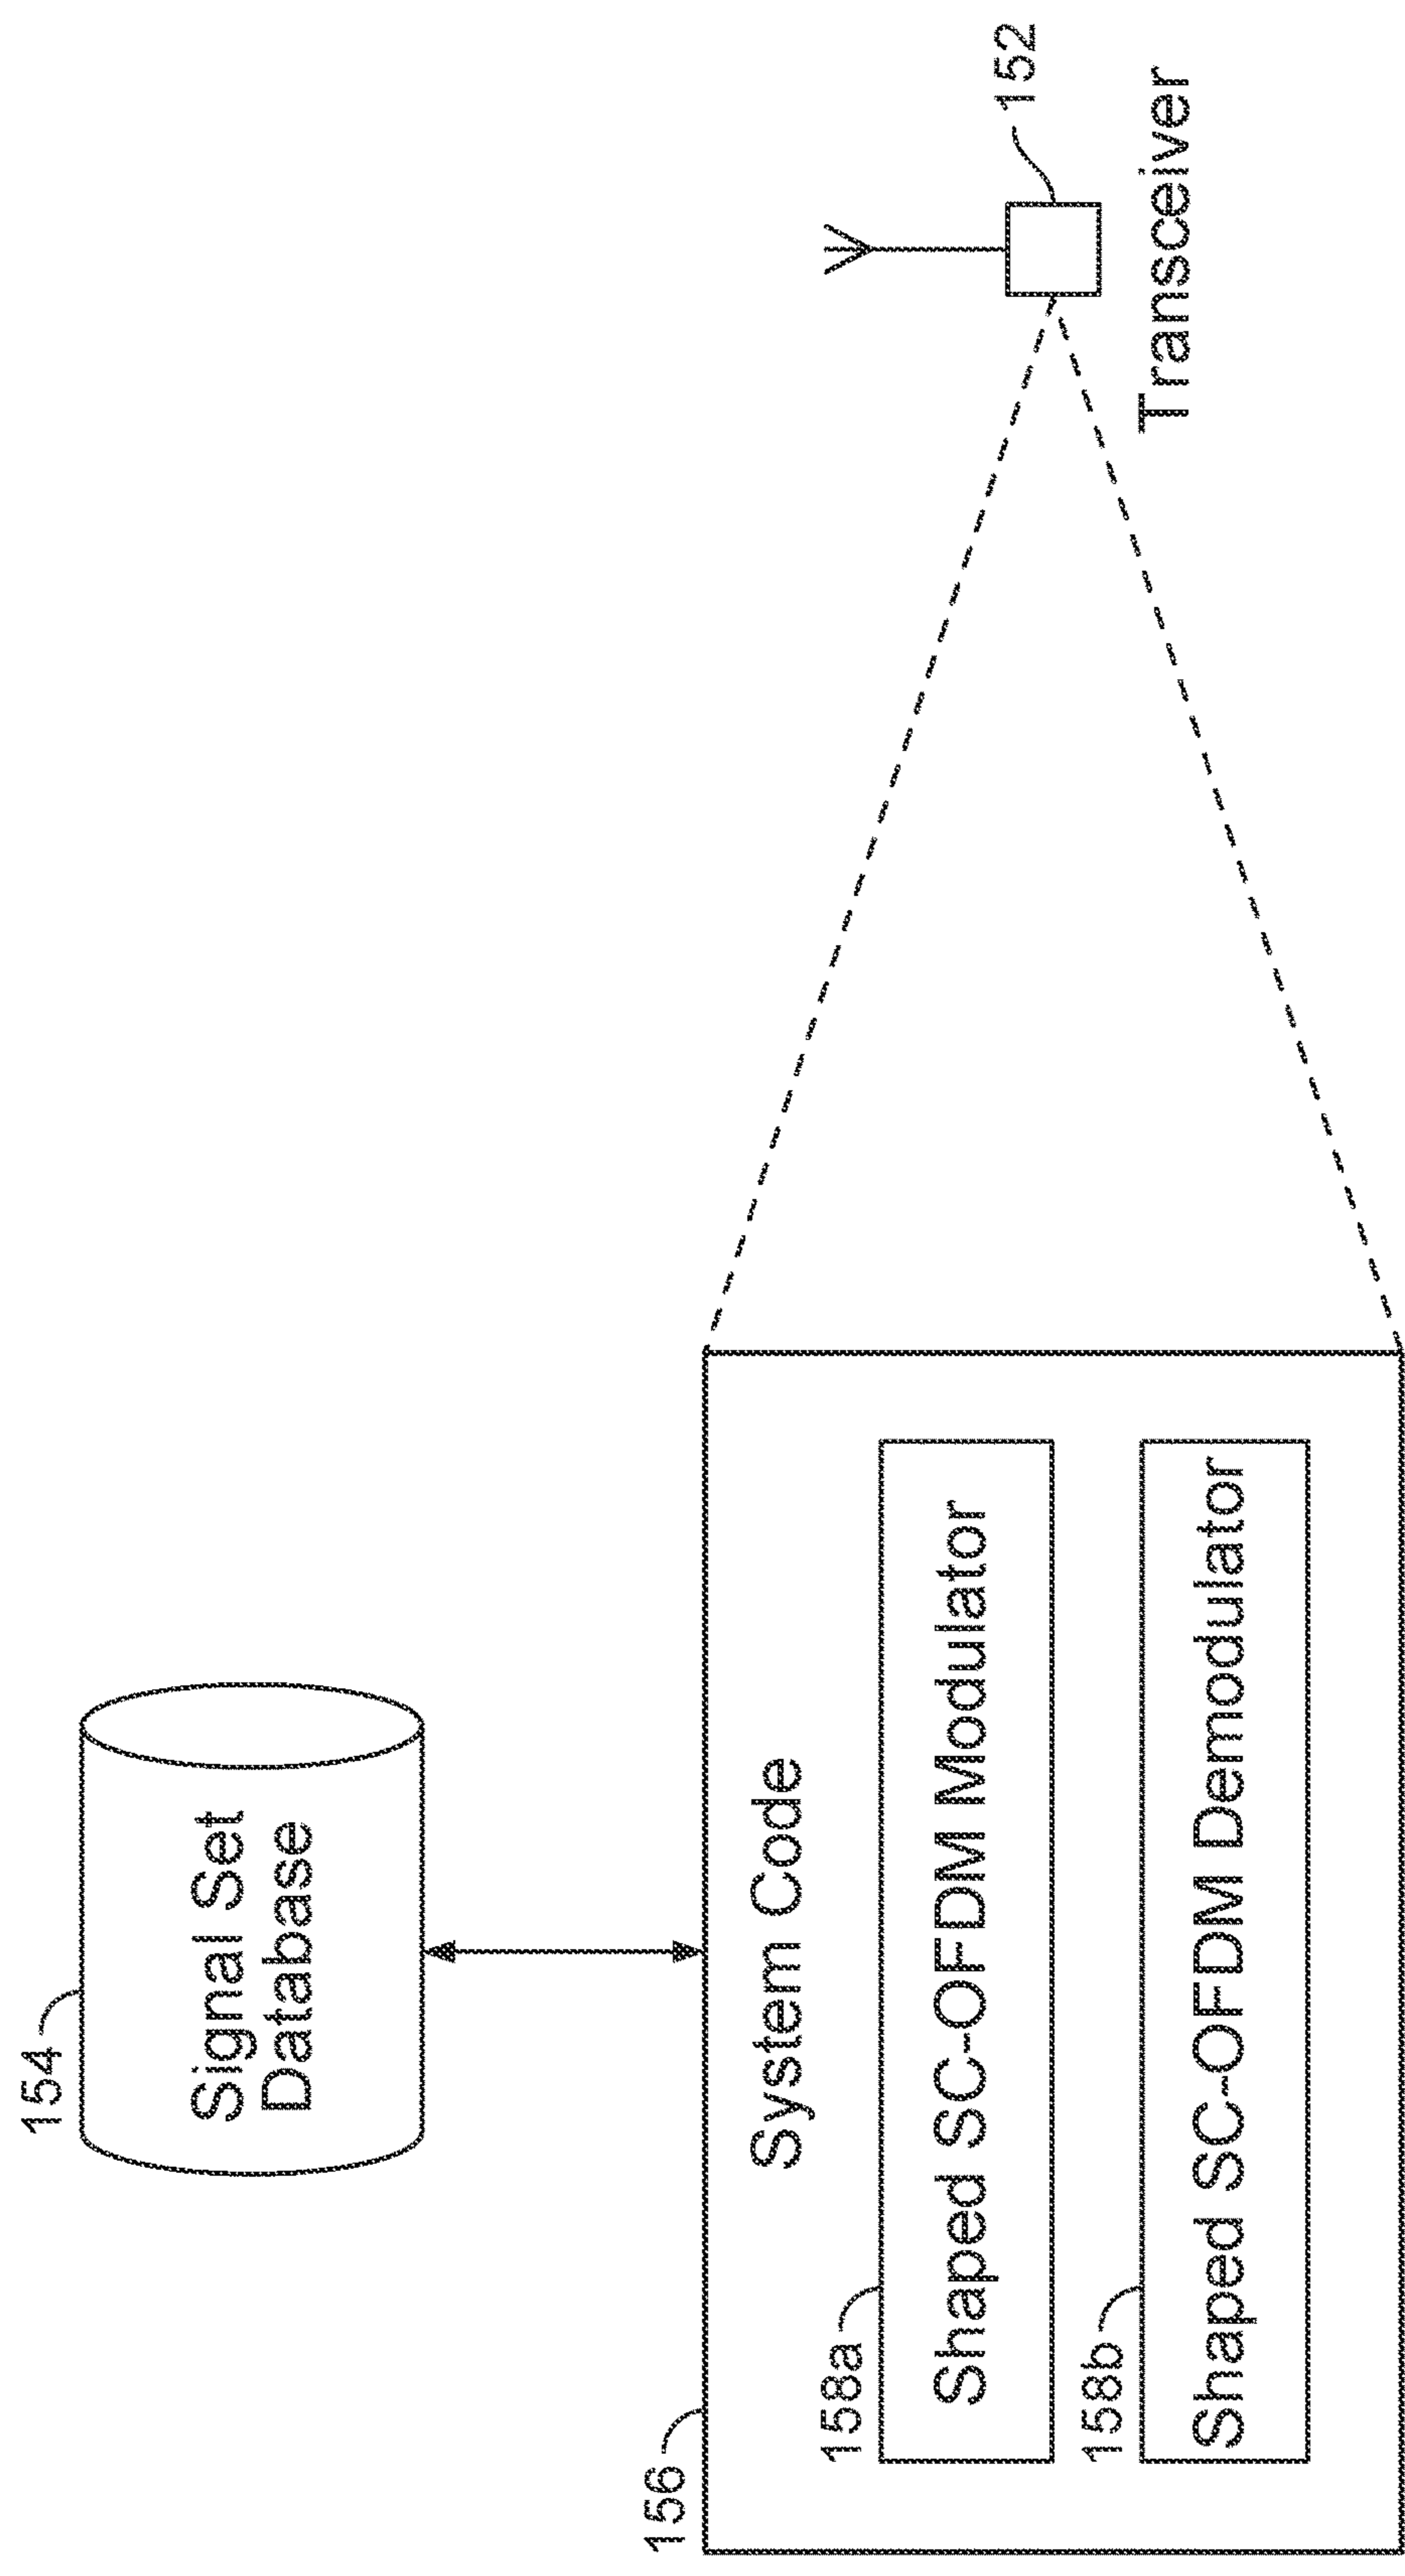 154
Signal Set
Database
156
System Code
158a
Shaped SC-OFDM Modulator
158b
Shaped SC-OFDM Demodulator
152
Transceiver